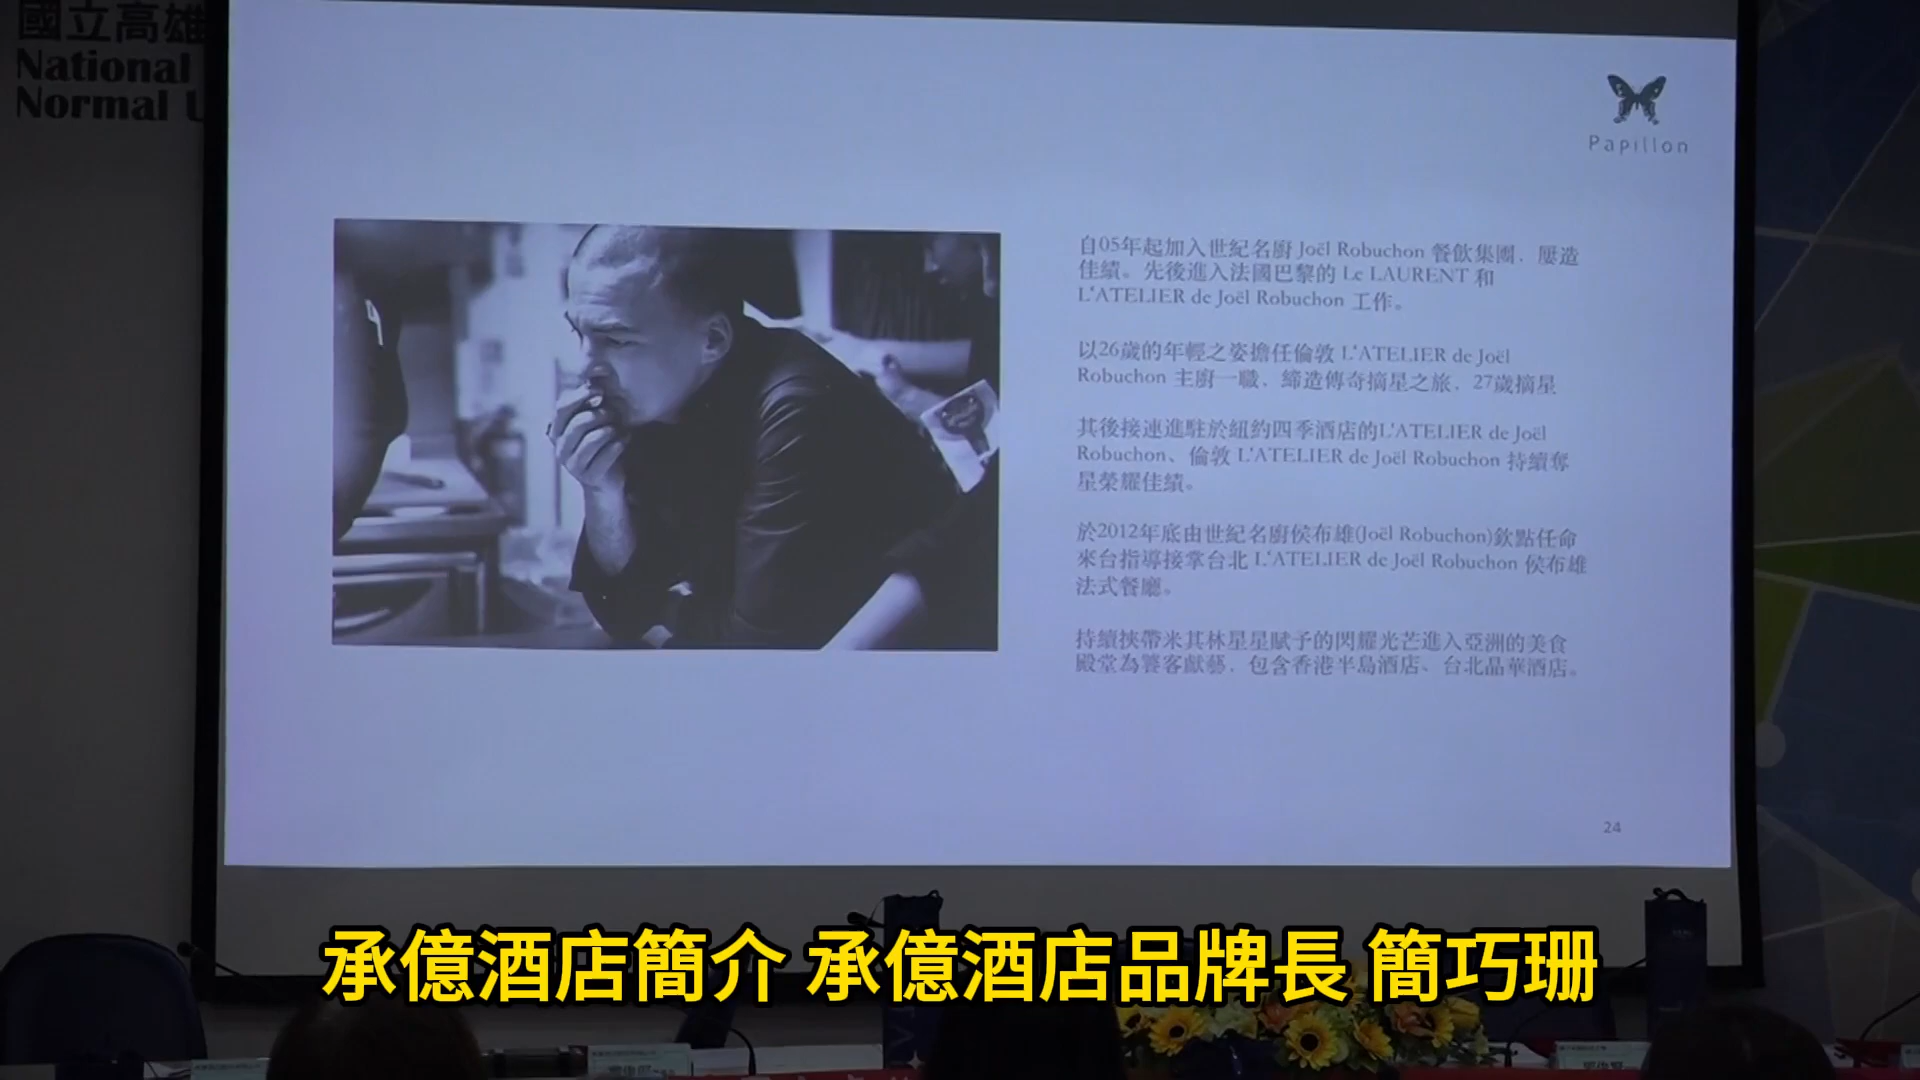 國立高雄
National
Normal U
Papillon
自05年起加入世紀名廚 Joël Robuchon 餐飲集團，屢造
佳績。先後進入法國巴黎的 Le LAURENT 和
L'ATELIER de Joël Robuchon 工作。
以26歲的年輕之姿擔任倫敦 L'ATELIER de Joël
Robuchon 主廚一職，締造傳奇摘星之旅，27歲摘星
其後接連進駐於紐約四季酒店的L'ATELIER de Joël
Robuchon、倫敦 L'ATELIER de Joël Robuchon 持續奪
星榮耀佳績。
於2012年底由世紀名廚侯布雄(Joël Robuchon)欽點任命
來台指導接掌台北 L'ATELIER de Joël Robuchon 侯布雄
法式餐廳。
持續挾帶米其林星星賦予的閃耀光芒進入亞洲的美食
殿堂為饕客獻藝，包含香港半島酒店、台北晶華酒店。
24
承億酒店簡介 承億酒店品牌長 簡巧珊